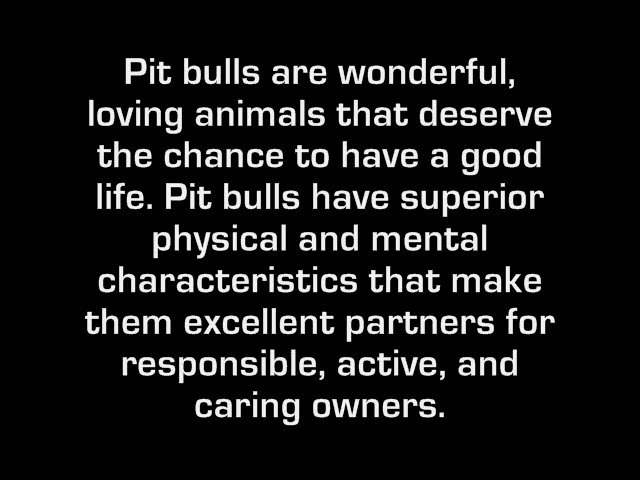 Pit bulls are wonderful,
loving animals that deserve
the chance to have a good
life. Pit bulls have superior
physical and mental
characteristics that make
them excellent partners for
responsible, active, and
caring owners.